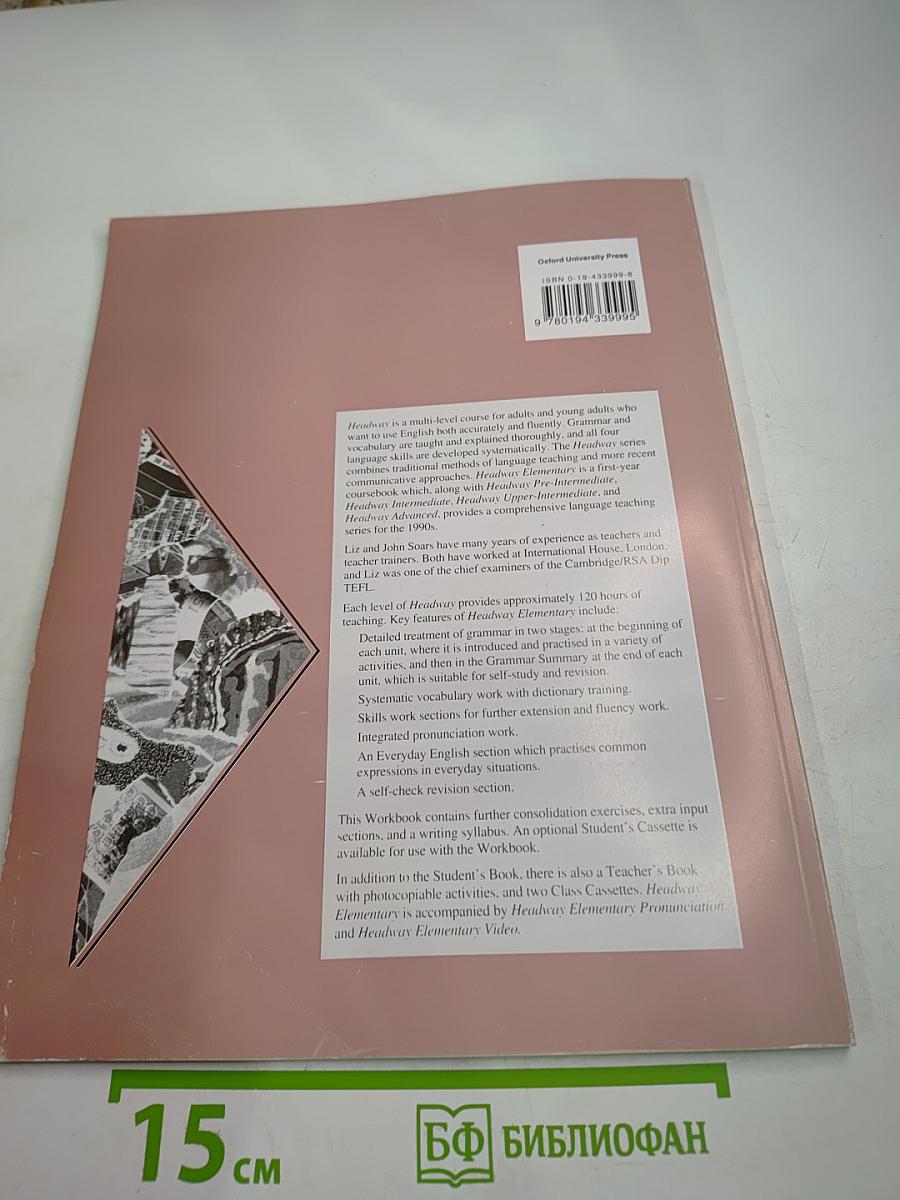 Oxford University Press
ISBN 0-19-433999-8
9 780194 339995
Headway is a multi-level course for adults and young adults who
want to use English both accurately and fluently. Grammar and
vocabulary are taught and explained thoroughly, and all four
language skills are developed systematically. The Headway series
combines traditional methods of language teaching and more recent
communicative approaches. Headway Elementary is a first-year
coursebook which, along with Headway Pre-Intermediate,
Headway Intermediate, Headway Upper-Intermediate, and
Headway Advanced, provides a comprehensive language teaching
series for the 1990s.
Liz and John Soars have many years of experience as teachers and
teacher trainers. Both have worked at International House, London,
and Liz was one of the chief examiners of the Cambridge/RSA Dip
TEFL.
Each level of Headway provides approximately 120 hours of
teaching. Key features of Headway Elementary include:
Detailed treatment of grammar in two stages: at the beginning of
each unit, where it is introduced and practised in a variety of
activities, and then in the Grammar Summary at the end of each
unit, which is suitable for self-study and revision.
Systematic vocabulary work with dictionary training.
Skills work sections for further extension and fluency work.
Integrated pronunciation work.
An Everyday English section which practises common
expressions in everyday situations.
A self-check revision section.
This Workbook contains further consolidation exercises, extra input
sections, and a writing syllabus. An optional Student's Cassette is
available for use with the Workbook.
In addition to the Student's Book, there is also a Teacher's Book
with photocopiable activities, and two Class Cassettes. Headway
Elementary is accompanied by Headway Elementary Pronunciation
and Headway Elementary Video.
15 см
БФ БИБЛИОФАН